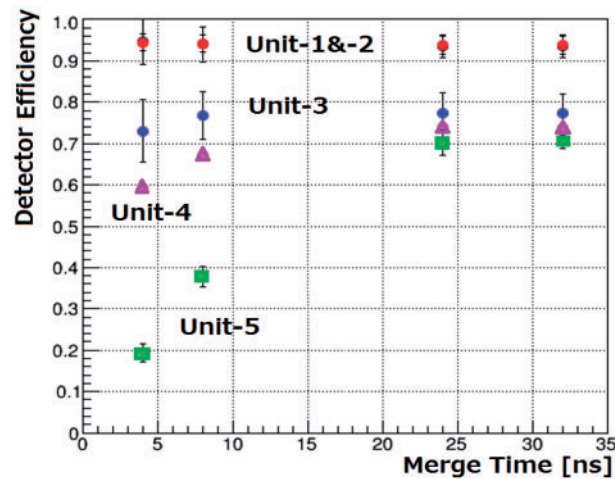 Detector Efficiency
1.0
0.9
0.8
0.7
0.6
0.5
0.4
0.3
0.2
0.1
0
Unit-1&-2
Unit-3
Unit-4
Unit-5
0 5 10 15 20 25 30 35
Merge Time [ns]